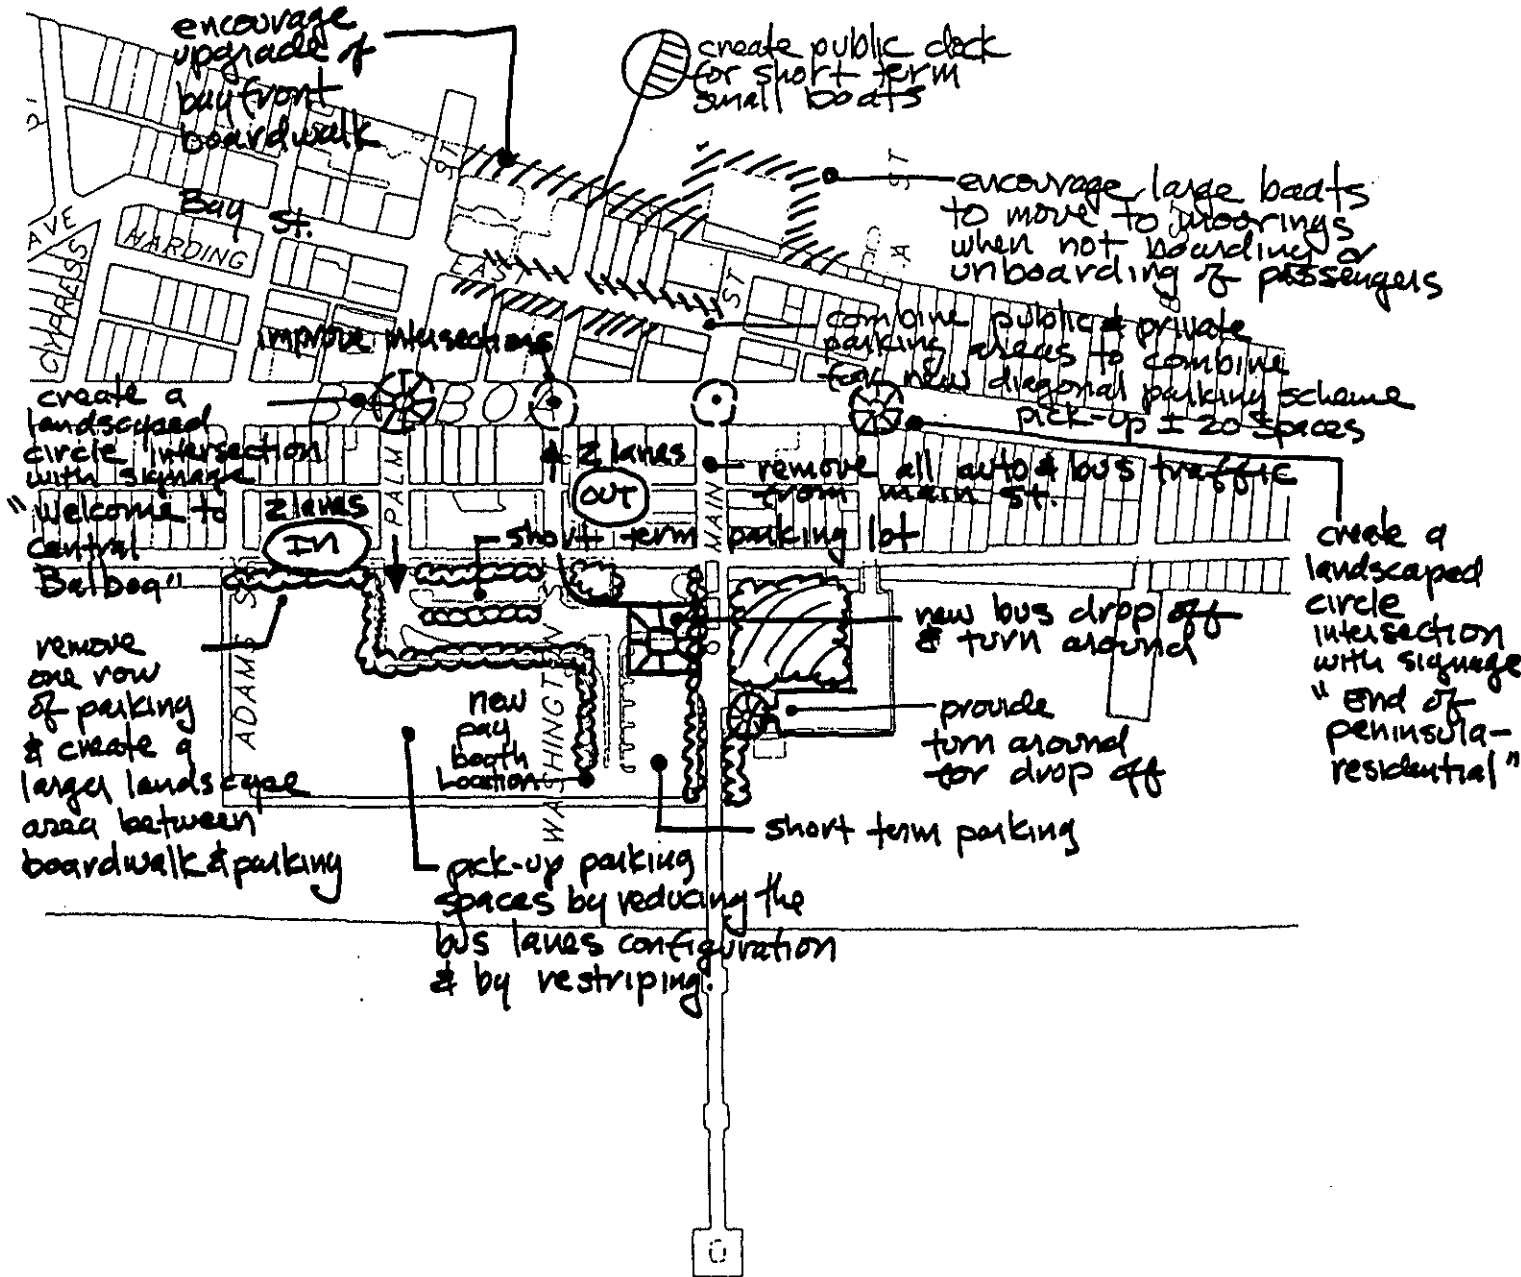 encourage
upgrade of
bayfront
boardwalk
create public dock
for short term
small boats
encourage large boats
to move to moorings
when not boarding or
unboarding of passengers
ST
ST
A
B
ST
Bay St.
AVE
HARDING
CYPRESS
EAST
improve intersections
combine public & private
parking areas to combine
for new diagonal parking scheme
pick-up ± 20 spaces
BALBOA
create a
landscaped
circle intersection
with signage
"welcome to
central
Balboa"
2 lanes
IN
PALM
2 lanes
OUT
remove all auto & bus traffic
from main st.
MAIN
short term parking lot
create a
landscaped
circle
intersection
with signage
"end of
peninsula-
residential"
new bus drop off
& turn around
remove
one row
of parking
& create a
larger landscape
area between
boardwalk & parking
ADAMS
new
pay
booth
location
WASHINGTON
provide
turn around
for drop off
short term parking
pick-up parking
spaces by reducing the
bus lanes configuration
& by restriping.